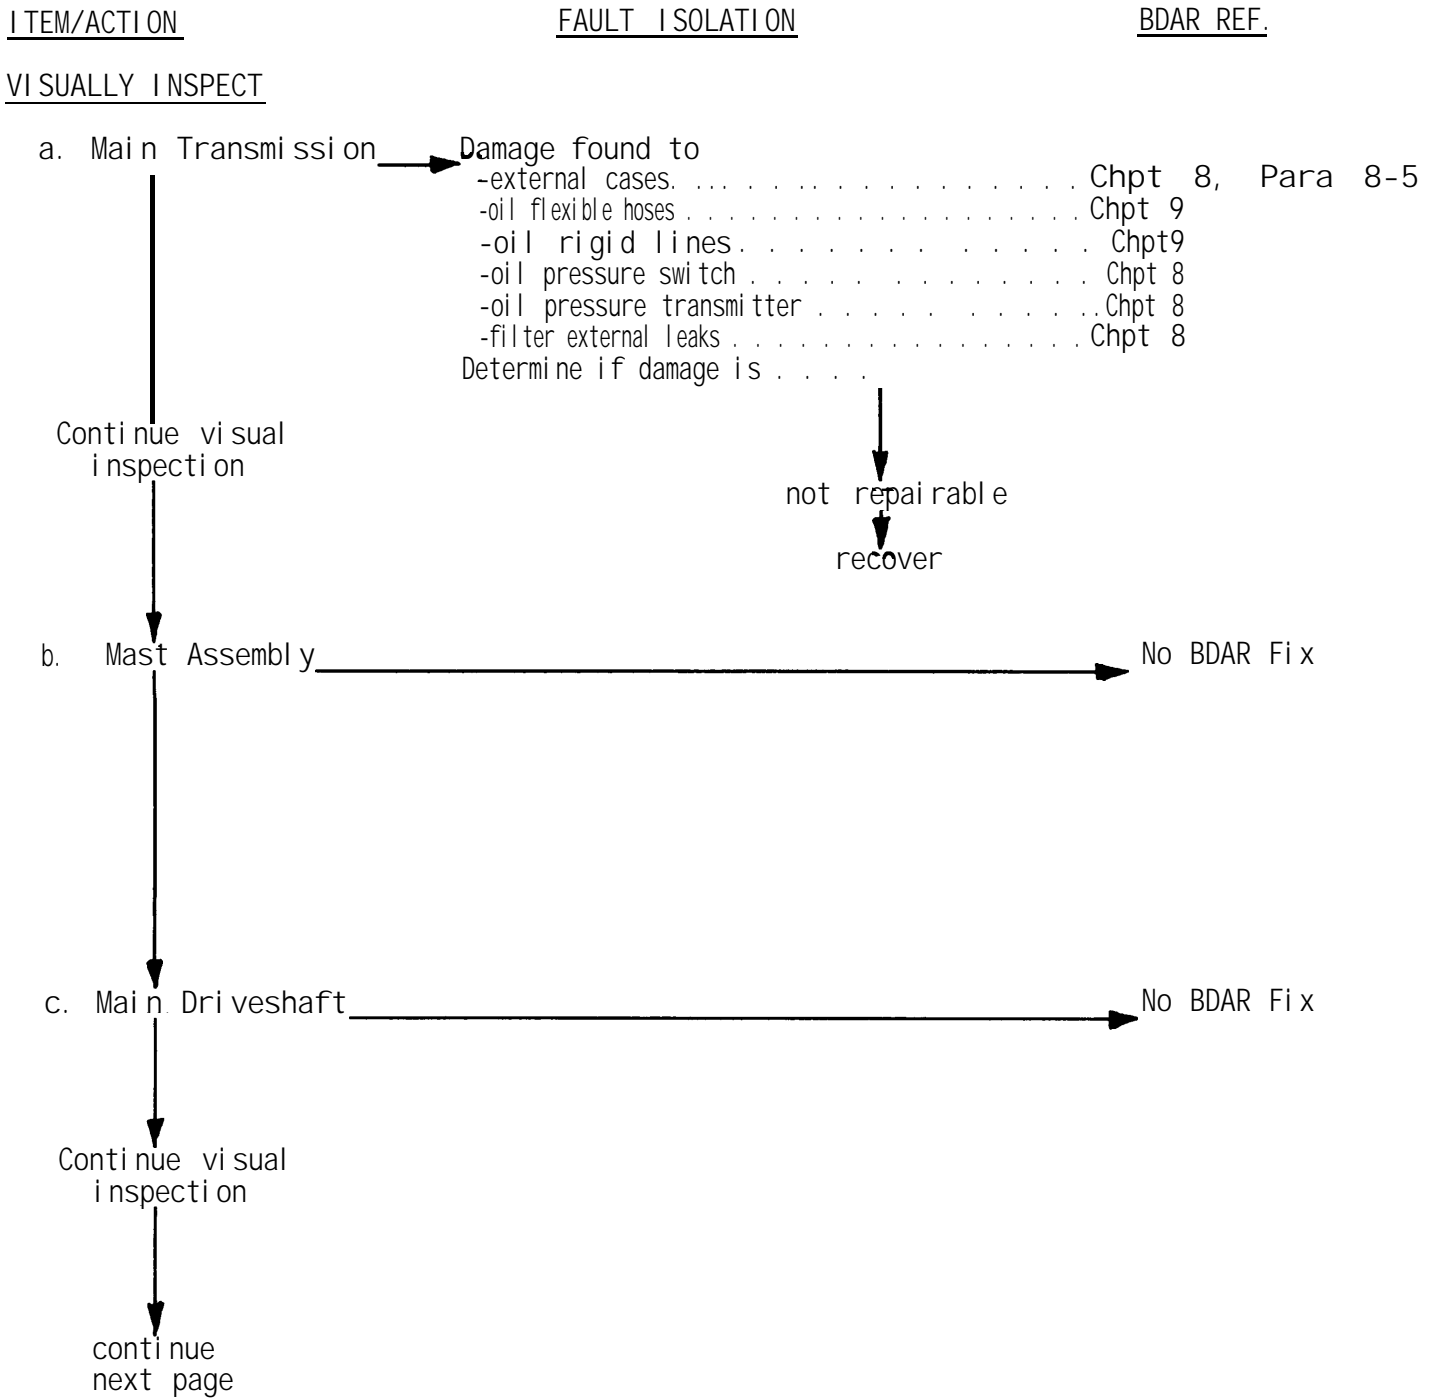 ITEM/ACTION FAULT ISOLATION BDAR REF.
VISUALLY INSPECT
a. Main Transmission Damage found to
-external cases. ... . . .. . . . . . . . . . . Chpt 8, Para 8-5
-oil flexible hoses . . . . . . . . . . . . . . . . . . Chpt 9
-oil rigid lines. . . . . . . . . . . . . Chpt9
-oil pressure switch . . . . . . . . . . . . . Chpt 8
-oil pressure transmitter . . . . . . . . . . ..Chpt 8
-filter external leaks . . . . . . . . . . . . . . . . Chpt 8
Determine if damage is . . . .
Continue visual
inspection
not repairable
recover
b. Mast Assembly No BDAR Fix
c. Main Driveshaft No BDAR Fix
Continue visual
inspection
continue
next page